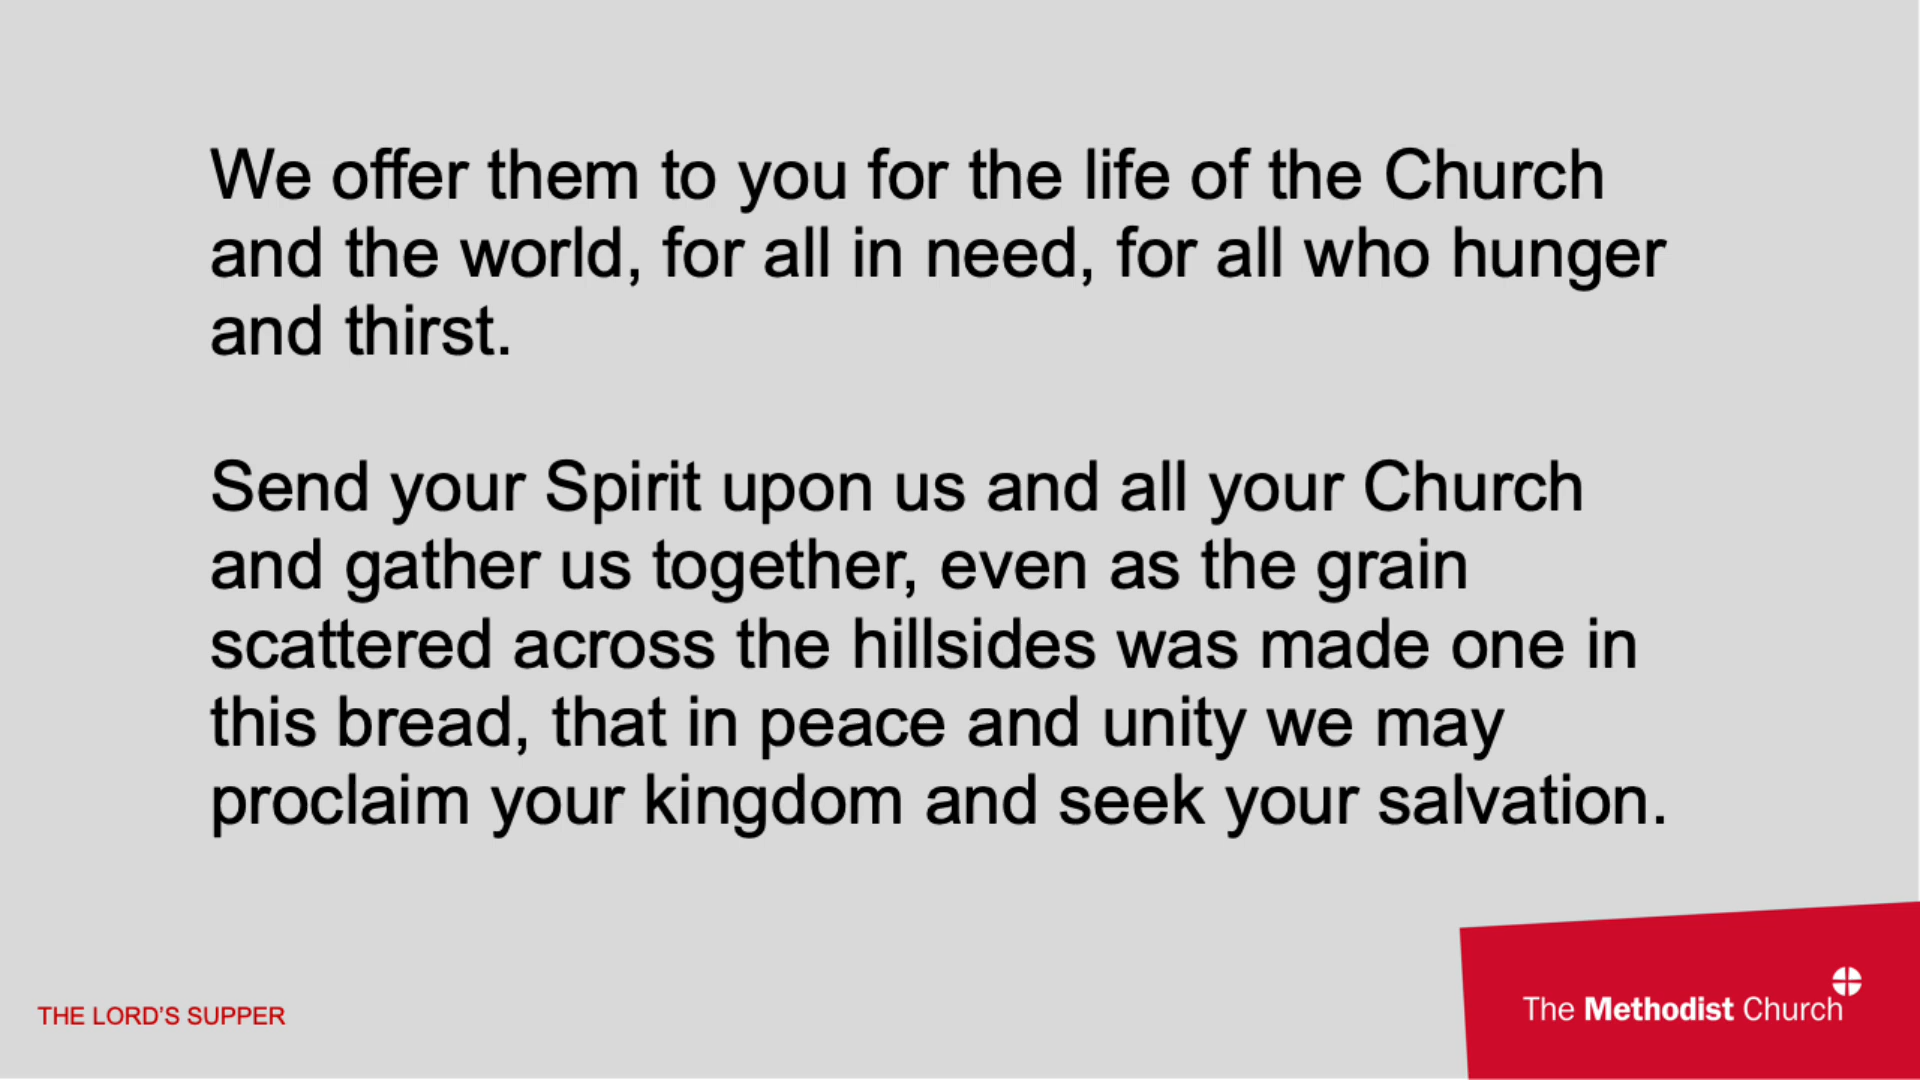 We offer them to you for the life of the Church
and the world, for all in need, for all who hunger
and thirst.
Send your Spirit upon us and all your Church
and gather us together, even as the grain
scattered across the hillsides was made one in
this bread, that in peace and unity we may
proclaim your kingdom and seek your salvation.
THE LORD’S SUPPER
The Methodist Church